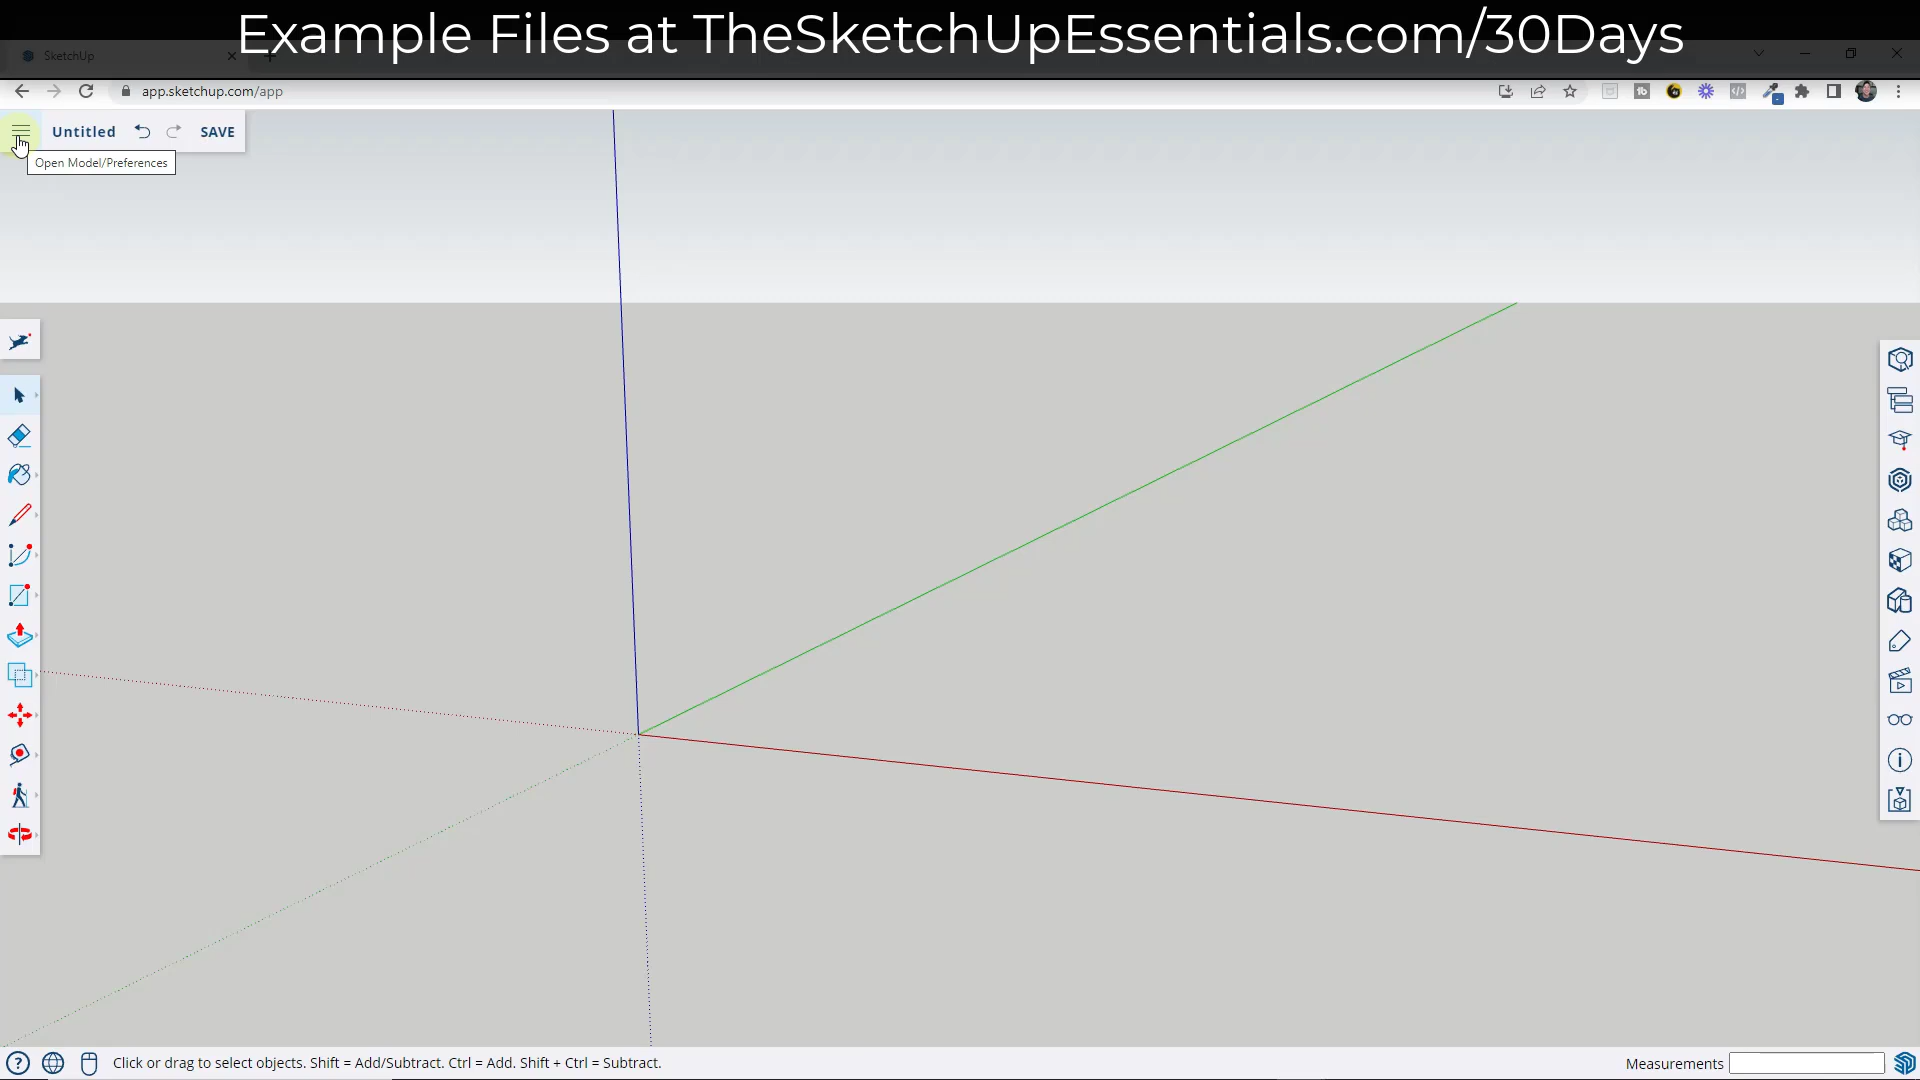 Example Files at TheSketchUpEssentials.com/30Days
SketchUp
app.sketchup.com/app
Untitled
SAVE
Open Model/Preferences
Click or drag to select objects. Shift = Add/Subtract. Ctrl = Add. Shift + Ctrl = Subtract.
Measurements